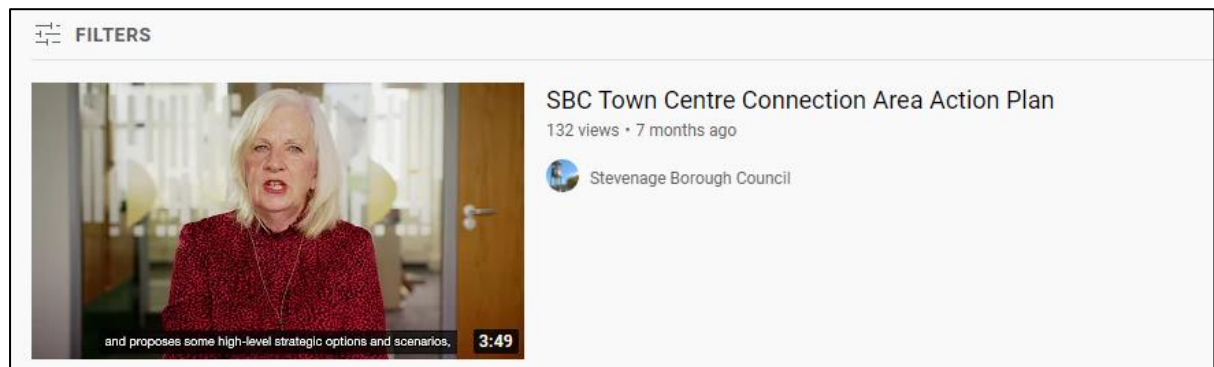 FILTERS
SBC Town Centre Connection Area Action Plan
132 views • 7 months ago
Stevenage Borough Council
and proposes some high-level strategic options and scenarios,
3:49